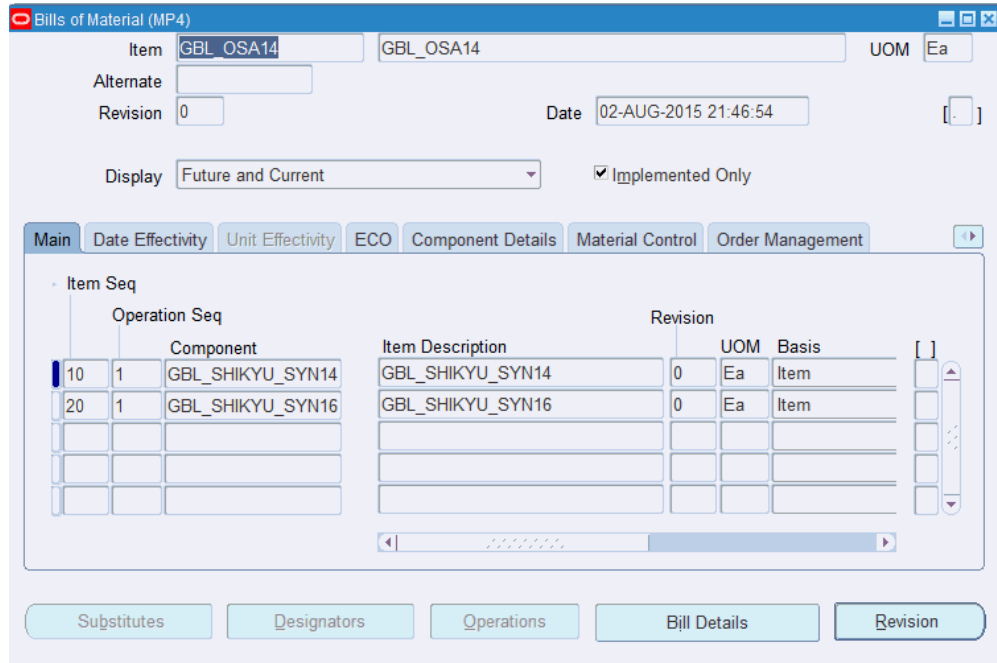 Bills of Material (MP4)
Item GBL_OSA14 GBL_OSA14 UOM Ea
Alternate
Revision 0 Date 02-AUG-2015 21:46:54 [ . ]
Display Future and Current Implemented Only
Main Date Effectivity Unit Effectivity ECO Component Details Material Control Order Management
Item Seq
Operation Seq Revision
Component Item Description UOM Basis [ ]
10 1 GBL_SHIKYU_SYN14 GBL_SHIKYU_SYN14 0 Ea Item
20 1 GBL_SHIKYU_SYN16 GBL_SHIKYU_SYN16 0 Ea Item
Substitutes Designators Operations Bill Details Revision